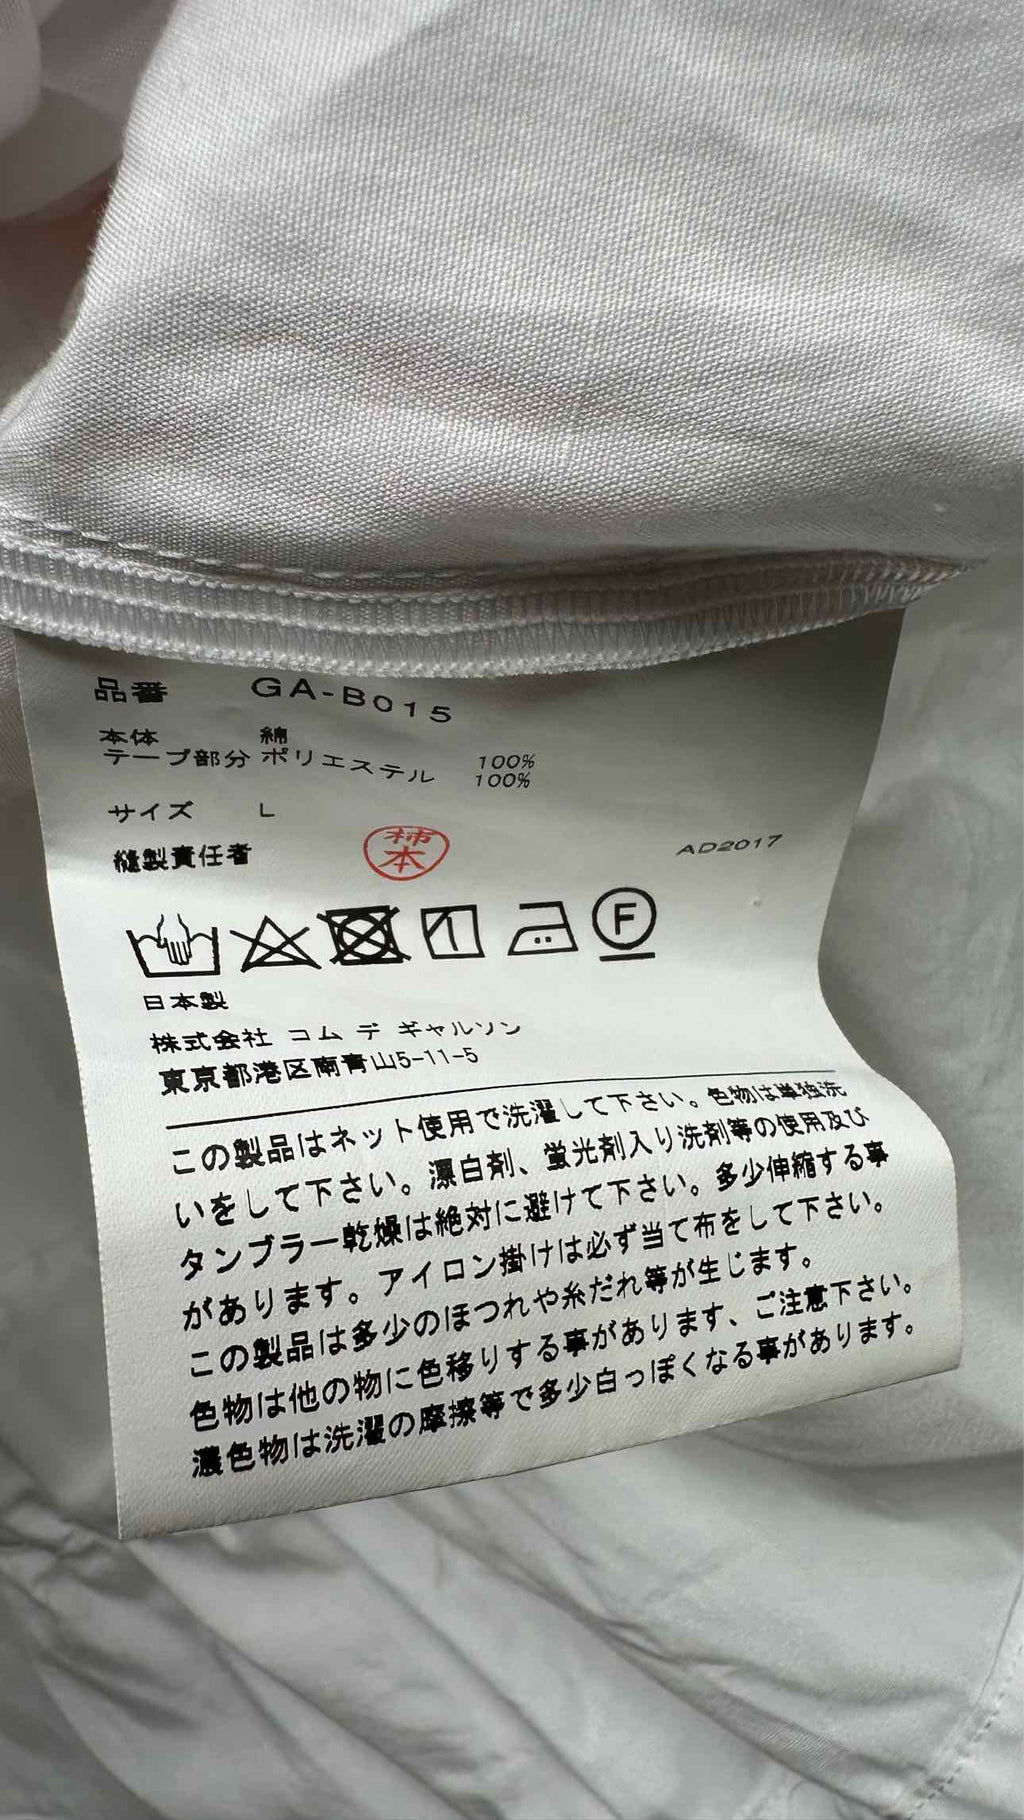 品番 GA-B015
本体 綿 100%
テープ部分 ポリエステル 100%
サイズ L
縫製責任者 柿本 AD2017
F
日本製
株式会社 コム デ ギャルソン
東京都港区南青山5-11-5
この製品はネット使用で洗濯して下さい。色物は単独洗
いをして下さい。漂白剤、蛍光剤入り洗剤等の使用及び
タンブラー乾燥は絶対に避けて下さい。多少伸縮する事
があります。アイロン掛けは必ず当て布をして下さい。
この製品は多少のほつれや糸だれ等が生じます。
色物は他の物に色移りする事があります、ご注意下さい。
濃色物は洗濯の摩擦等で多少白っぽくなる事があります。